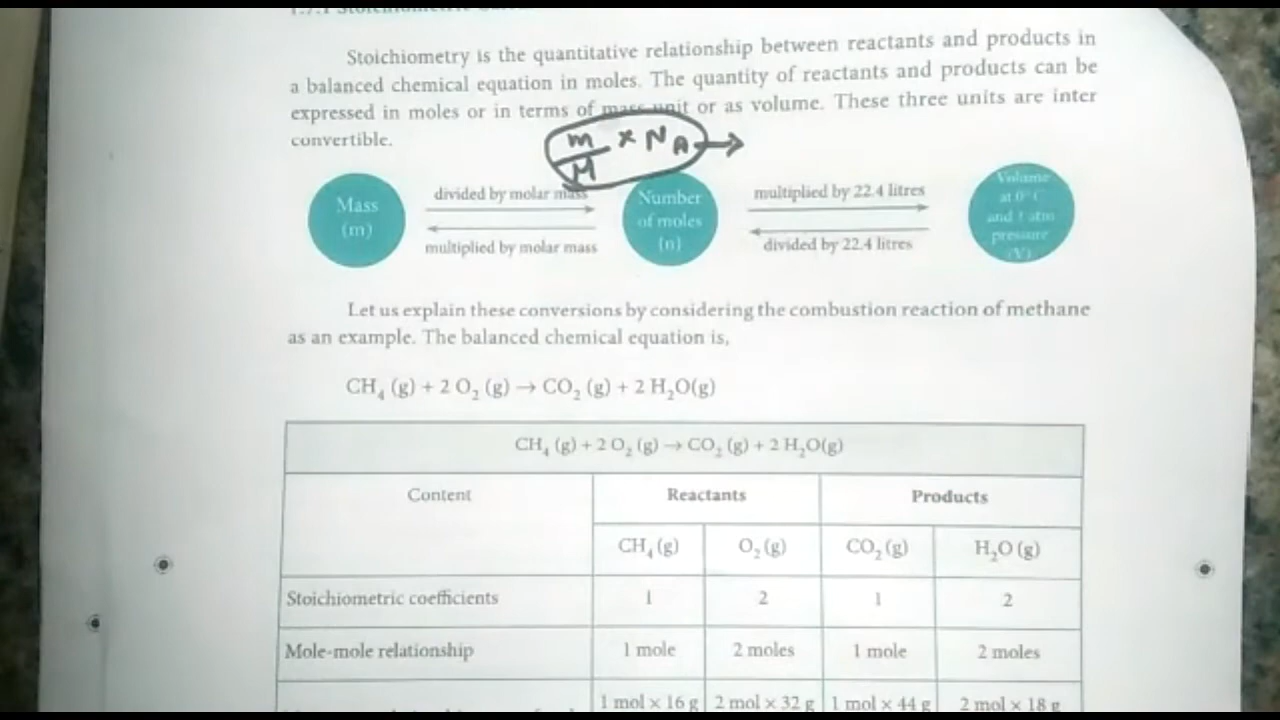 Stoichiometry is the quantitative relationship between reactants and products in
a balanced chemical equation in moles. The quantity of reactants and products can be
expressed in moles or in terms of mass unit or as volume. These three units are inter
convertible.
m/M × NA →
Mass
(m)
divided by molar mass
multiplied by molar mass
Number
of moles
(n)
multiplied by 22.4 litres
divided by 22.4 litres
Volume
at 0° C
and 1 atm
pressure
(V)
Let us explain these conversions by considering the combustion reaction of methane
as an example. The balanced chemical equation is,
CH₄ (g) + 2 O₂ (g) → CO₂ (g) + 2 H₂O(g)
CH₄ (g) + 2 O₂ (g) → CO₂ (g) + 2 H₂O(g)
Content Reactants Products
CH₄ (g) O₂ (g) CO₂ (g) H₂O (g)
Stoichiometric coefficients 1 2 1 2
Mole-mole relationship 1 mole 2 moles 1 mole 2 moles
1 mol × 16 g 2 mol × 32 g 1 mol × 44 g 2 mol × 18 g